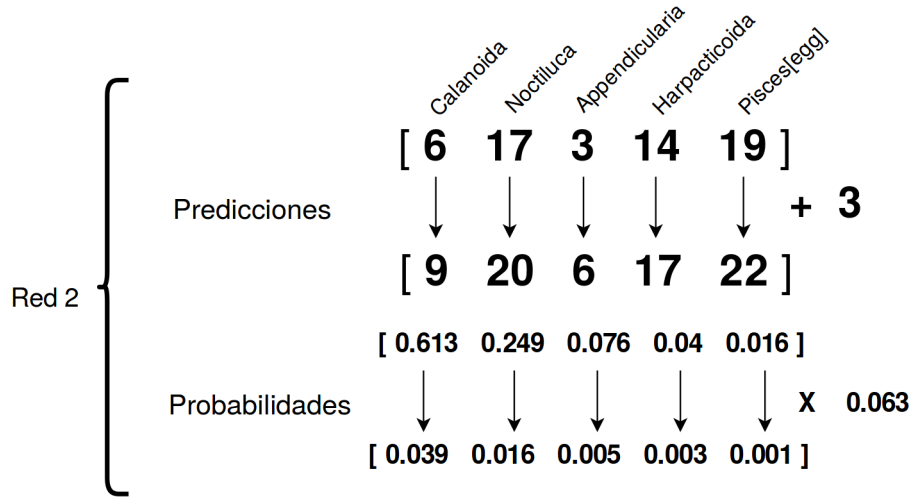 Calanoida Noctiluca Appendicularia Harpacticoida Pisces[egg]
[ 6 17 3 14 19 ]
Predicciones + 3
[ 9 20 6 17 22 ]
Red 2
[ 0.613 0.249 0.076 0.04 0.016 ]
Probabilidades X 0.063
[ 0.039 0.016 0.005 0.003 0.001 ]